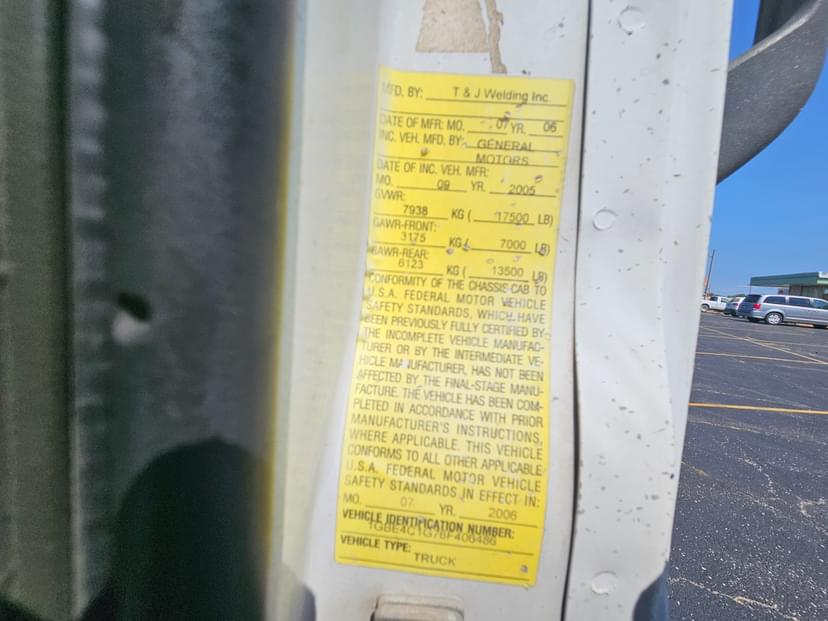 MFD. BY: T & J Welding Inc
DATE OF MFR: MO. 07 YR. 06
INC. VEH. MFD. BY: GENERAL
MOTORS
DATE OF INC. VEH. MFR:
MO. 09 YR. 2005
GVWR:
7938 KG ( 17500 LB)
GAWR-FRONT:
3175 KG ( 7000 LB)
GAWR-REAR:
6123 KG ( 13500 LB)
CONFORMITY OF THE CHASSIS-CAB TO
U.S.A. FEDERAL MOTOR VEHICLE
SAFETY STANDARDS, WHICH HAVE
BEEN PREVIOUSLY FULLY CERTIFIED BY
THE INCOMPLETE VEHICLE MANUFAC-
TURER OR BY THE INTERMEDIATE VE-
HICLE MANUFACTURER, HAS NOT BEEN
AFFECTED BY THE FINAL-STAGE MANU-
FACTURE. THE VEHICLE HAS BEEN COM-
PLETED IN ACCORDANCE WITH PRIOR
MANUFACTURER'S INSTRUCTIONS,
WHERE APPLICABLE. THIS VEHICLE
CONFORMS TO ALL OTHER APPLICABLE
U.S.A. FEDERAL MOTOR VEHICLE
SAFETY STANDARDS IN EFFECT IN:
MO. 07 YR. 2006
VEHICLE IDENTIFICATION NUMBER:
1GBE4C1G76F406486
VEHICLE TYPE:
TRUCK